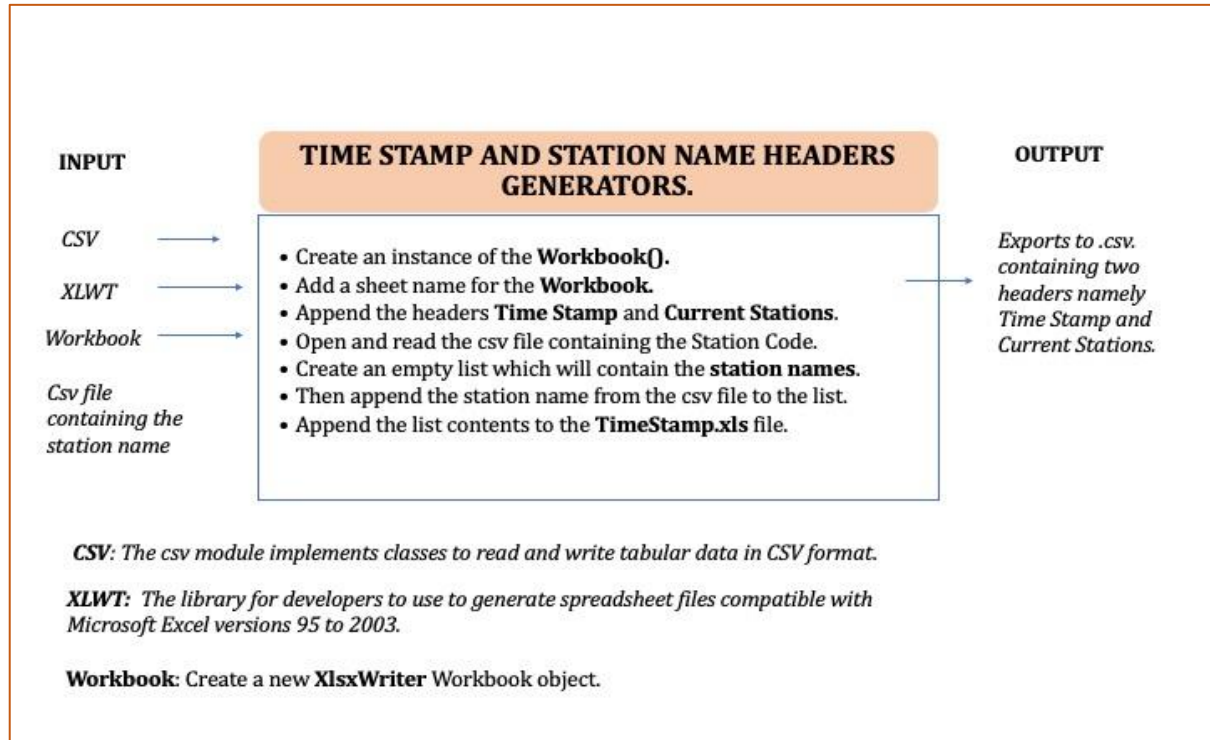 INPUT
TIME STAMP AND STATION NAME HEADERS
GENERATORS.
OUTPUT
CSV
XLWT
Workbook
Csv file
containing the
station name
• Create an instance of the Workbook().
• Add a sheet name for the Workbook.
• Append the headers Time Stamp and Current Stations.
• Open and read the csv file containing the Station Code.
• Create an empty list which will contain the station names.
• Then append the station name from the csv file to the list.
• Append the list contents to the TimeStamp.xls file.
Exports to .csv.
containing two
headers namely
Time Stamp and
Current Stations.
CSV: The csv module implements classes to read and write tabular data in CSV format.
XLWT: The library for developers to use to generate spreadsheet files compatible with
Microsoft Excel versions 95 to 2003.
Workbook: Create a new XlsxWriter Workbook object.